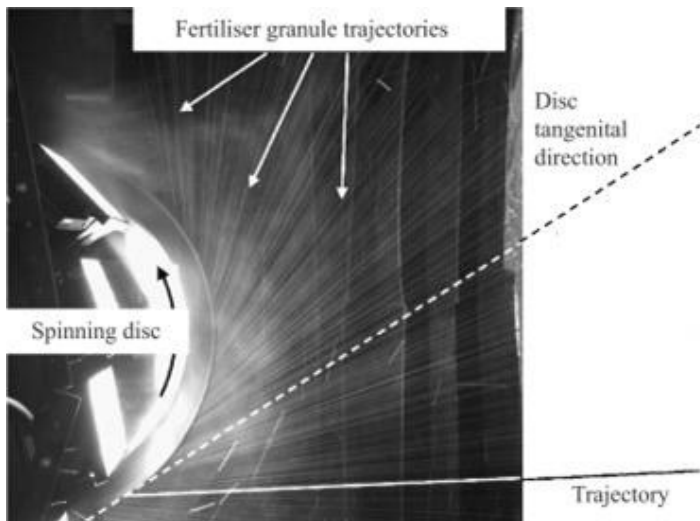 Fertiliser granule trajectories
Disc
tangenital
direction
Spinning disc
Trajectory